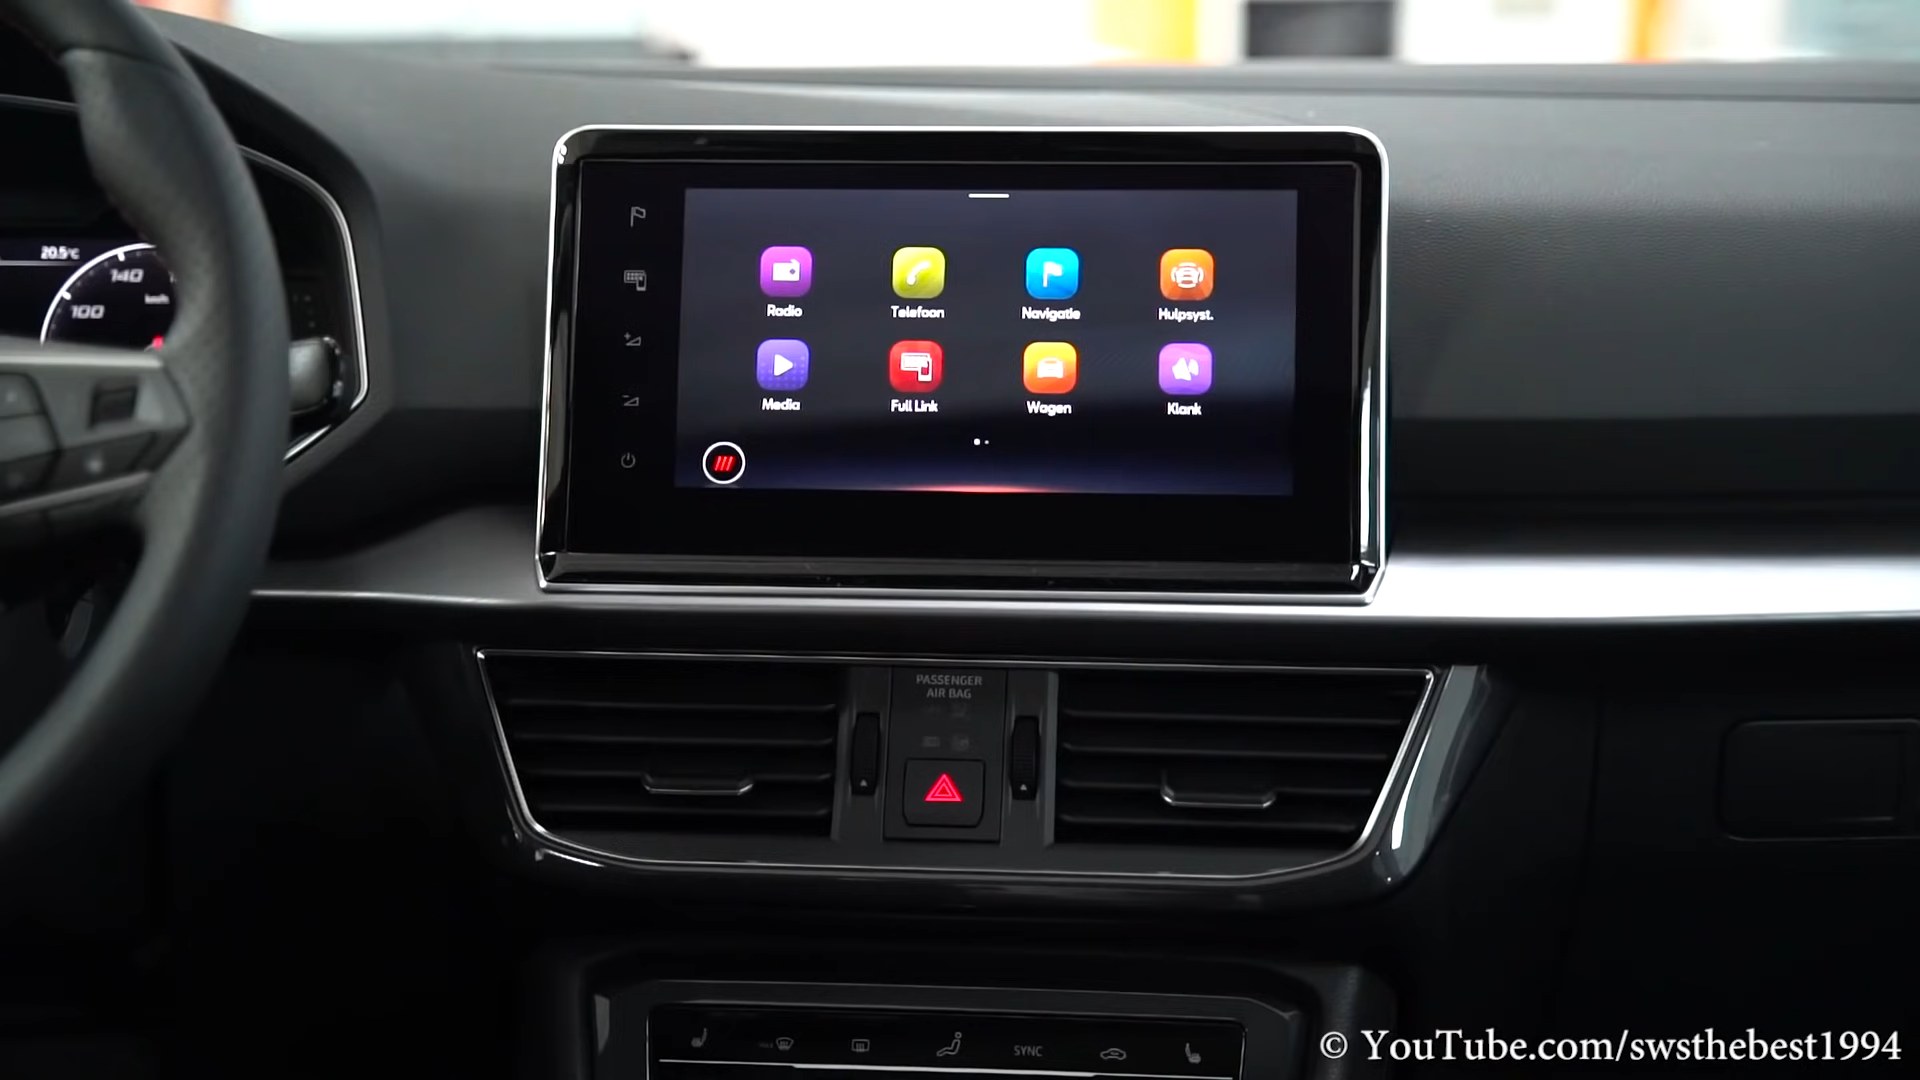 20.5°C
140
100
km/h
Radio
Telefoon
Navigatie
Hulpsyst.
Media
Full Link
Wagen
Klank
PASSENGER
AIR BAG
SYNC
© YouTube.com/swsthebest1994